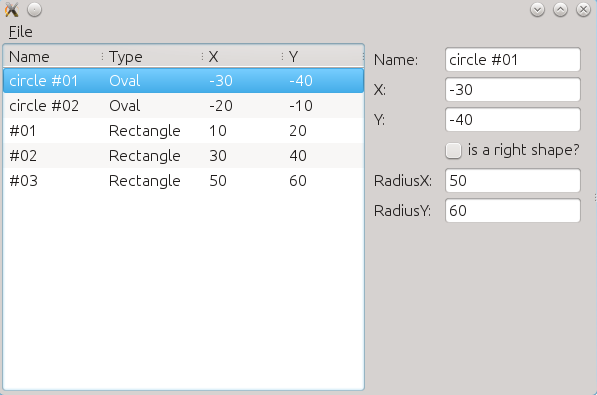 File
Name Type X Y
circle #01 Oval -30 -40
circle #02 Oval -20 -10
#01 Rectangle 10 20
#02 Rectangle 30 40
#03 Rectangle 50 60
Name: circle #01
X: -30
Y: -40
is a right shape?
RadiusX: 50
RadiusY: 60